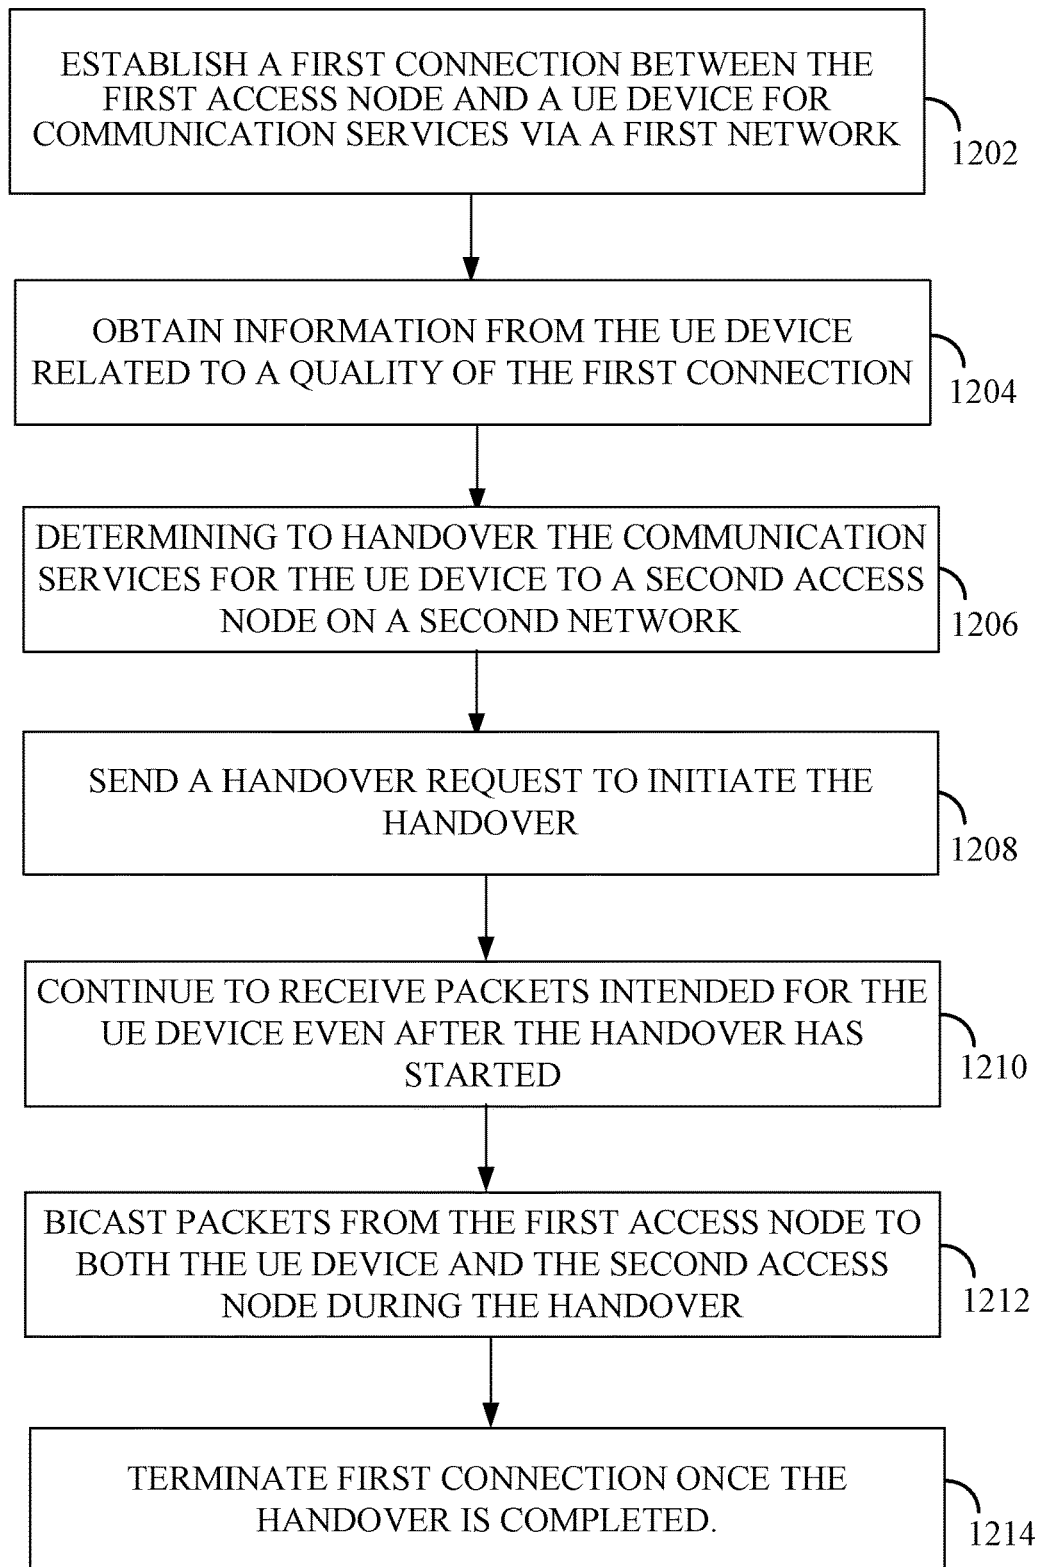 ESTABLISH A FIRST CONNECTION BETWEEN THE
FIRST ACCESS NODE AND A UE DEVICE FOR
COMMUNICATION SERVICES VIA A FIRST NETWORK
1202
OBTAIN INFORMATION FROM THE UE DEVICE
RELATED TO A QUALITY OF THE FIRST CONNECTION
1204
DETERMINING TO HANDOVER THE COMMUNICATION
SERVICES FOR THE UE DEVICE TO A SECOND ACCESS
NODE ON A SECOND NETWORK
1206
SEND A HANDOVER REQUEST TO INITIATE THE
HANDOVER
1208
CONTINUE TO RECEIVE PACKETS INTENDED FOR THE
UE DEVICE EVEN AFTER THE HANDOVER HAS
STARTED
1210
BICAST PACKETS FROM THE FIRST ACCESS NODE TO
BOTH THE UE DEVICE AND THE SECOND ACCESS
NODE DURING THE HANDOVER
1212
TERMINATE FIRST CONNECTION ONCE THE
HANDOVER IS COMPLETED.
1214